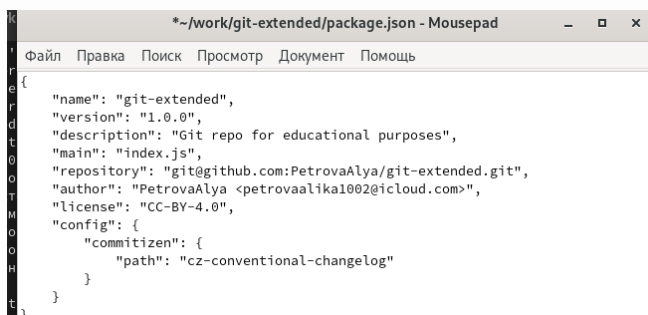 *~/work/git-extended/package.json - Mousepad
Файл Правка Поиск Просмотр Документ Помощь
{
    "name": "git-extended",
    "version": "1.0.0",
    "description": "Git repo for educational purposes",
    "main": "index.js",
    "repository": "git@github.com:PetrovaAlya/git-extended.git",
    "author": "PetrovaAlya <petrovaalika1002@icloud.com>",
    "license": "CC-BY-4.0",
    "config": {
        "commitizen": {
            "path": "cz-conventional-changelog"
        }
    }
}